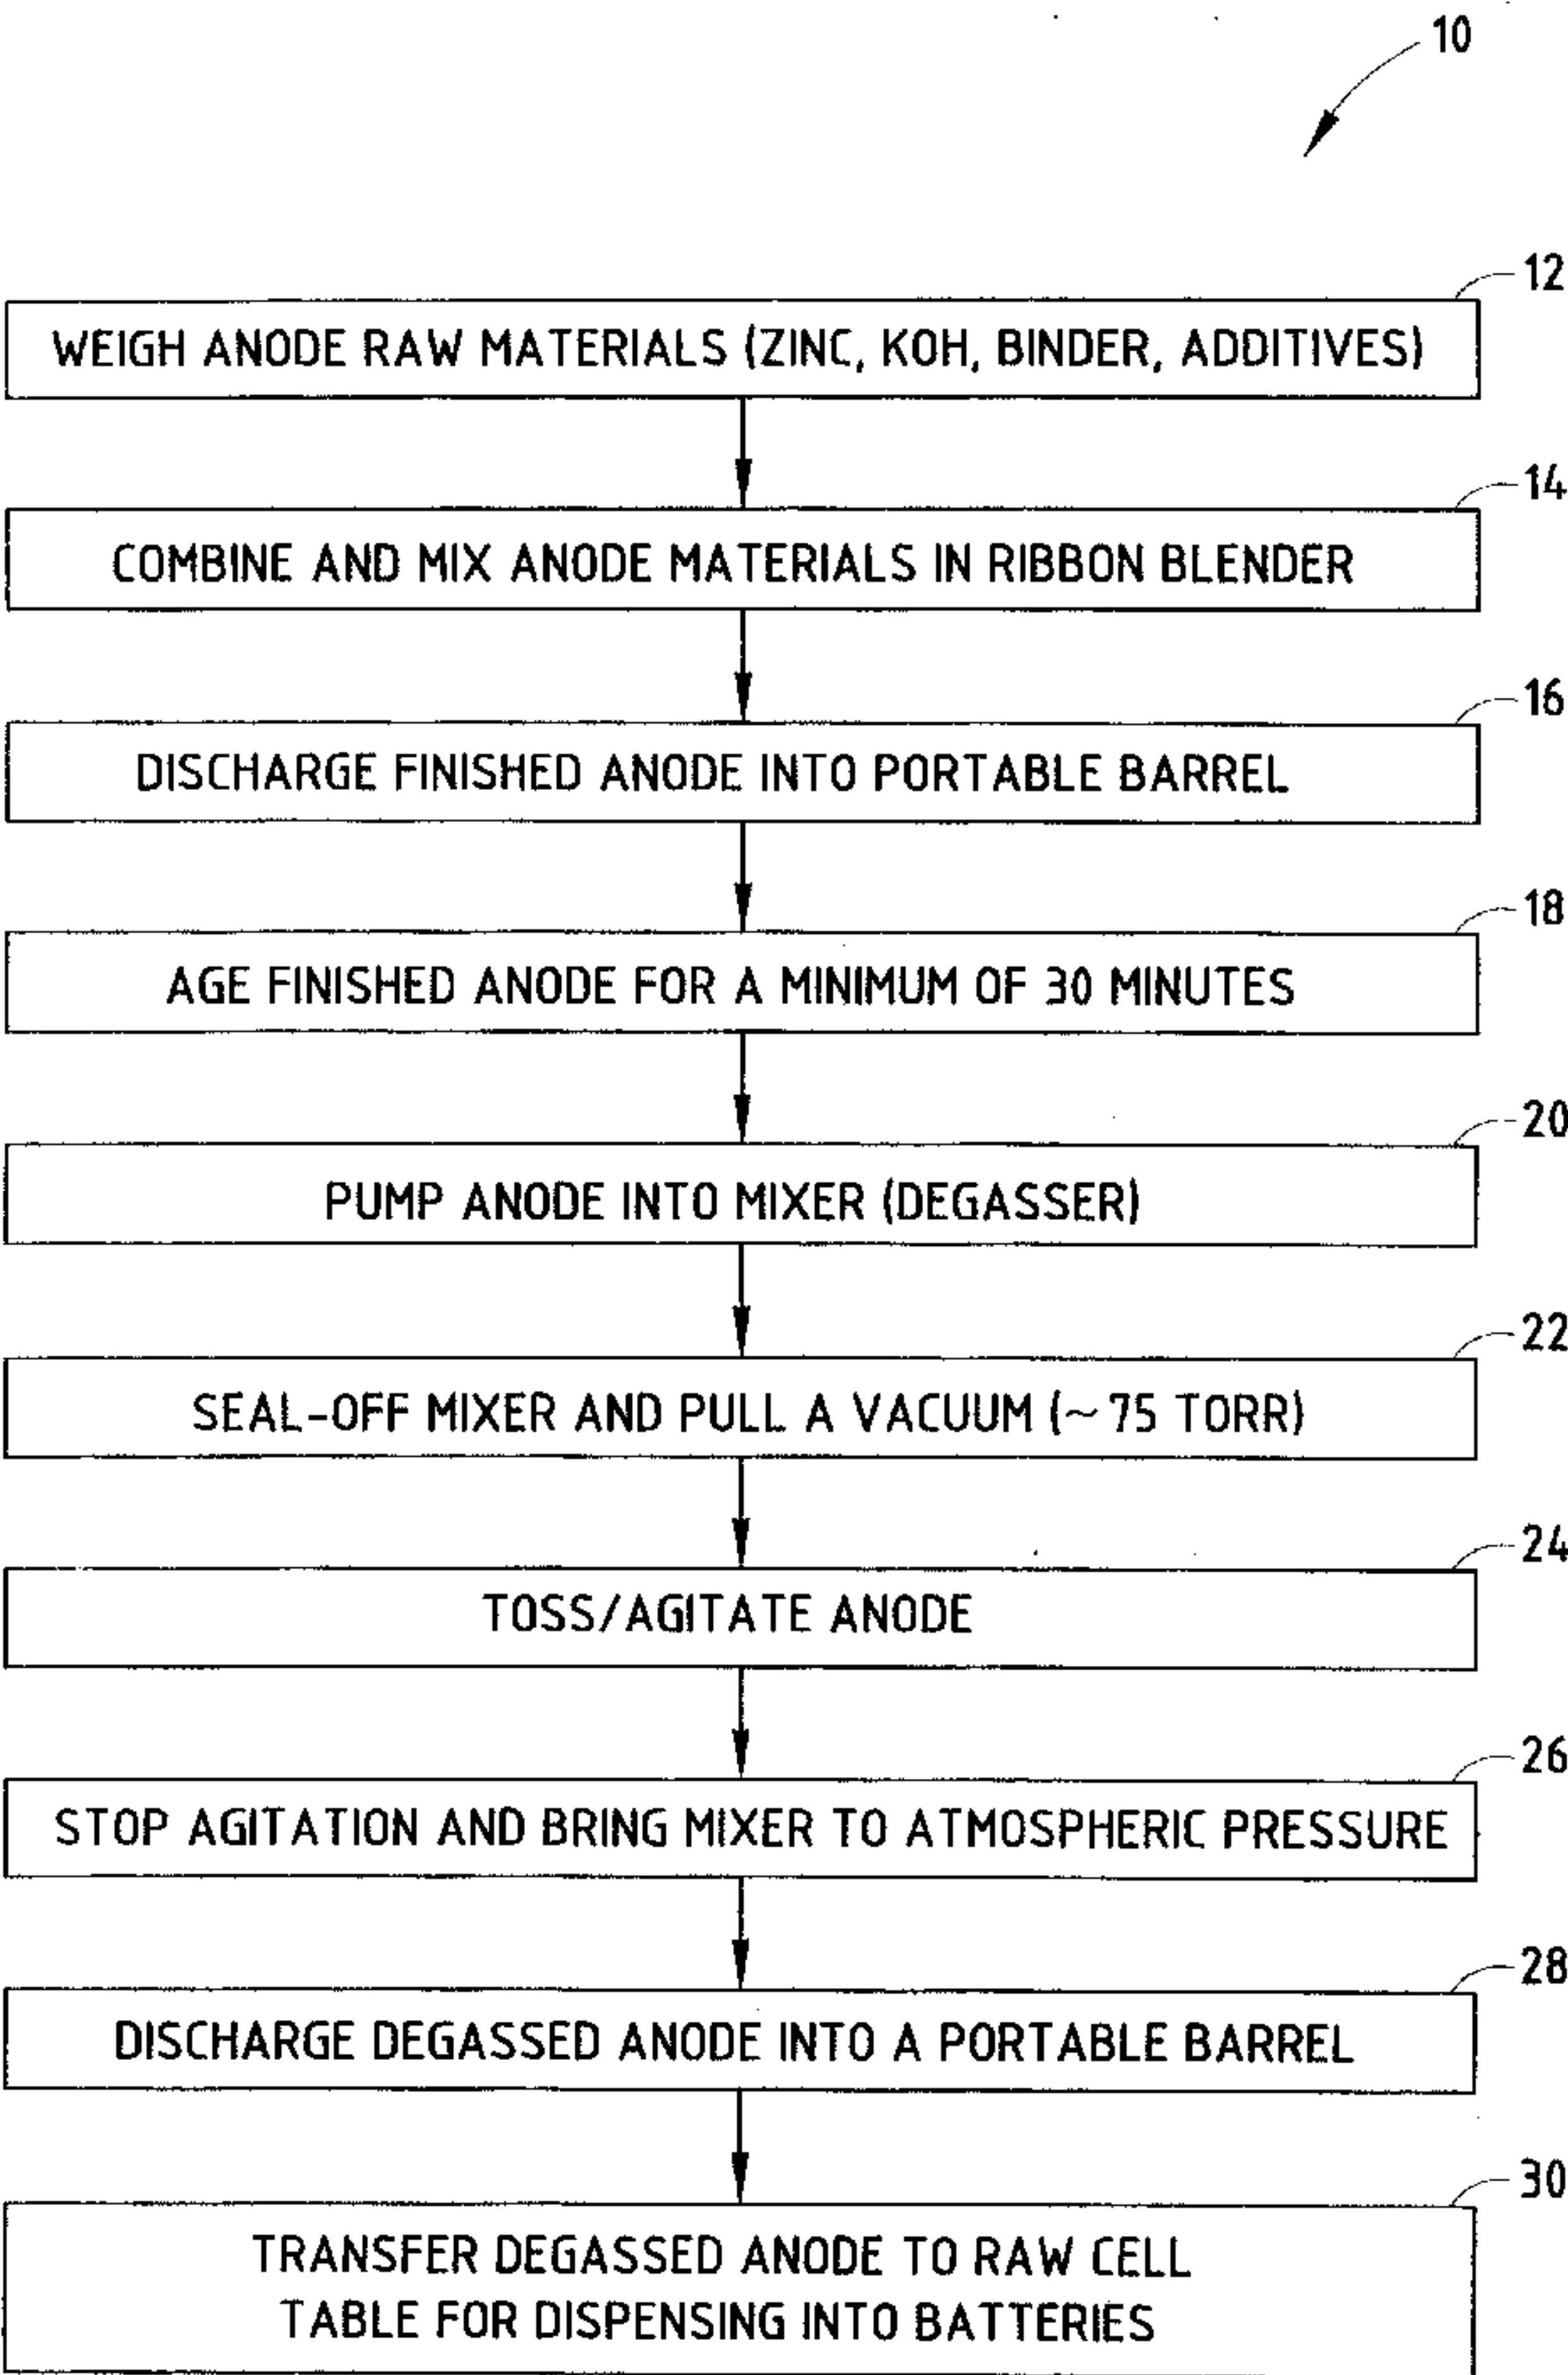 10
12
WEIGH ANODE RAW MATERIALS (ZINC, KOH, BINDER, ADDITIVES)
14
COMBINE AND MIX ANODE MATERIALS IN RIBBON BLENDER
16
DISCHARGE FINISHED ANODE INTO PORTABLE BARREL
18
AGE FINISHED ANODE FOR A MINIMUM OF 30 MINUTES
20
PUMP ANODE INTO MIXER (DEGASSER)
22
SEAL-OFF MIXER AND PULL A VACUUM (~75 TORR)
24
TOSS/AGITATE ANODE
26
STOP AGITATION AND BRING MIXER TO ATMOSPHERIC PRESSURE
28
DISCHARGE DEGASSED ANODE INTO A PORTABLE BARREL
30
TRANSFER DEGASSED ANODE TO RAW CELL
TABLE FOR DISPENSING INTO BATTERIES